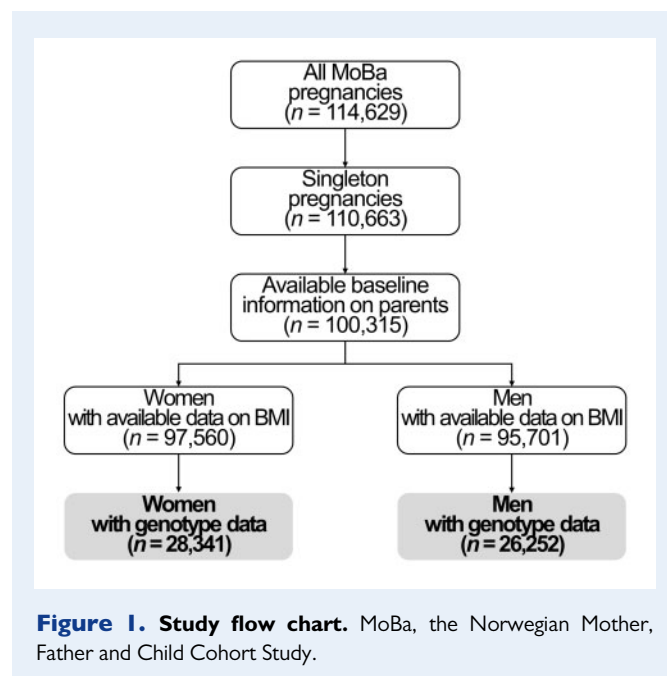 All MoBa
pregnancies
(n = 114,629)
Singleton
pregnancies
(n = 110,663)
Available baseline
information on parents
(n = 100,315)
Women
with available data on BMI
(n = 97,560)
Men
with available data on BMI
(n = 95,701)
Women
with genotype data
(n = 28,341)
Men
with genotype data
(n = 26,252)
Figure 1. Study flow chart. MoBa, the Norwegian Mother,
Father and Child Cohort Study.